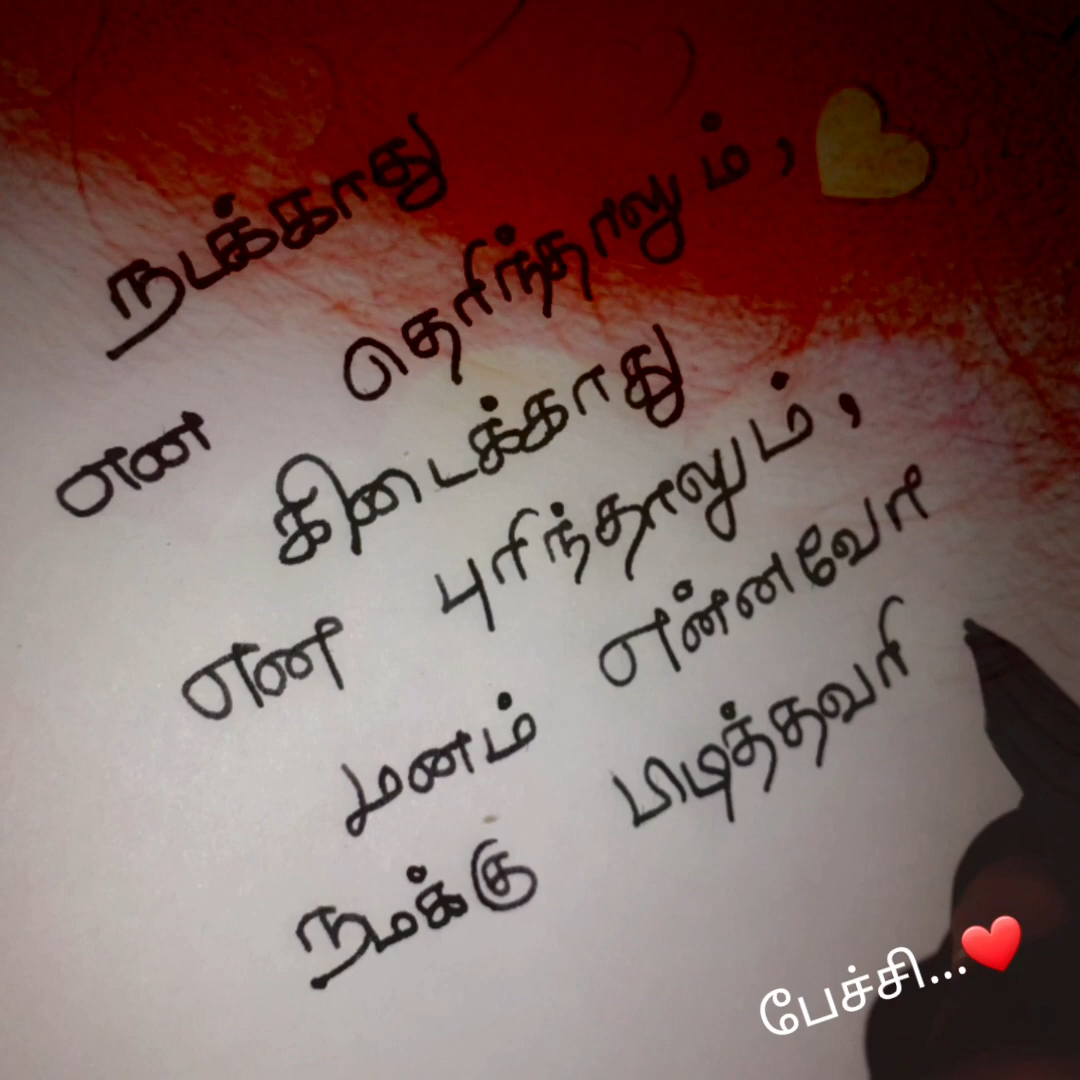 நடக்காது
என தெரிந்தாலும்,
கிடைக்காது
என புரிந்தாலும்,
மனம் என்னவோ
நமக்கு பிடித்தவரி
பேச்சி...❤️